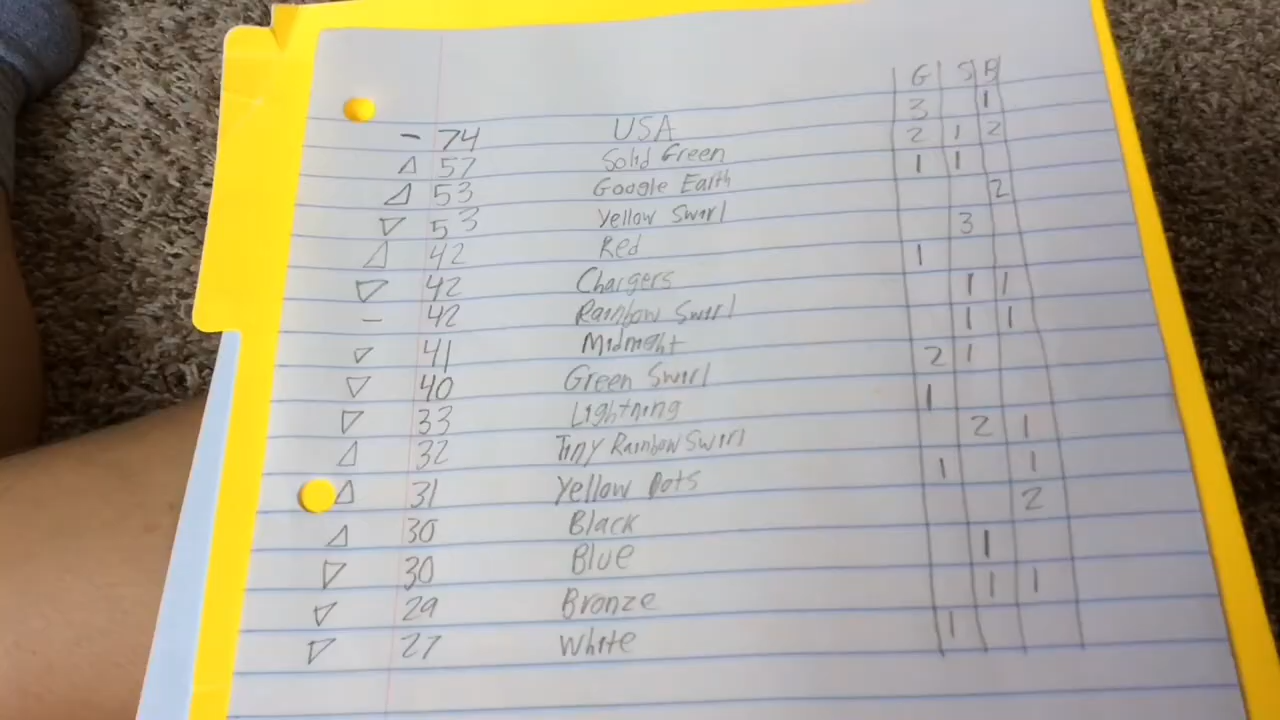 G S B
- 74 USA 3 1
△ 57 Solid Green 2 1 2
△ 53 Google Earth 1 1
▽ 53 Yellow Swirl 2
△ 42 Red 3
▽ 42 Chargers 1
- 42 Rainbow Swirl 1 1
▽ 41 Midnight 1 1
▽ 40 Green Swirl 2 1
▽ 33 Lightning 1
△ 32 Tiny Rainbow Swirl 2 1
△ 31 Yellow Dots 1 1
△ 30 Black 2
▽ 30 Blue 1
▽ 29 Bronze 1 1
▽ 27 White 1